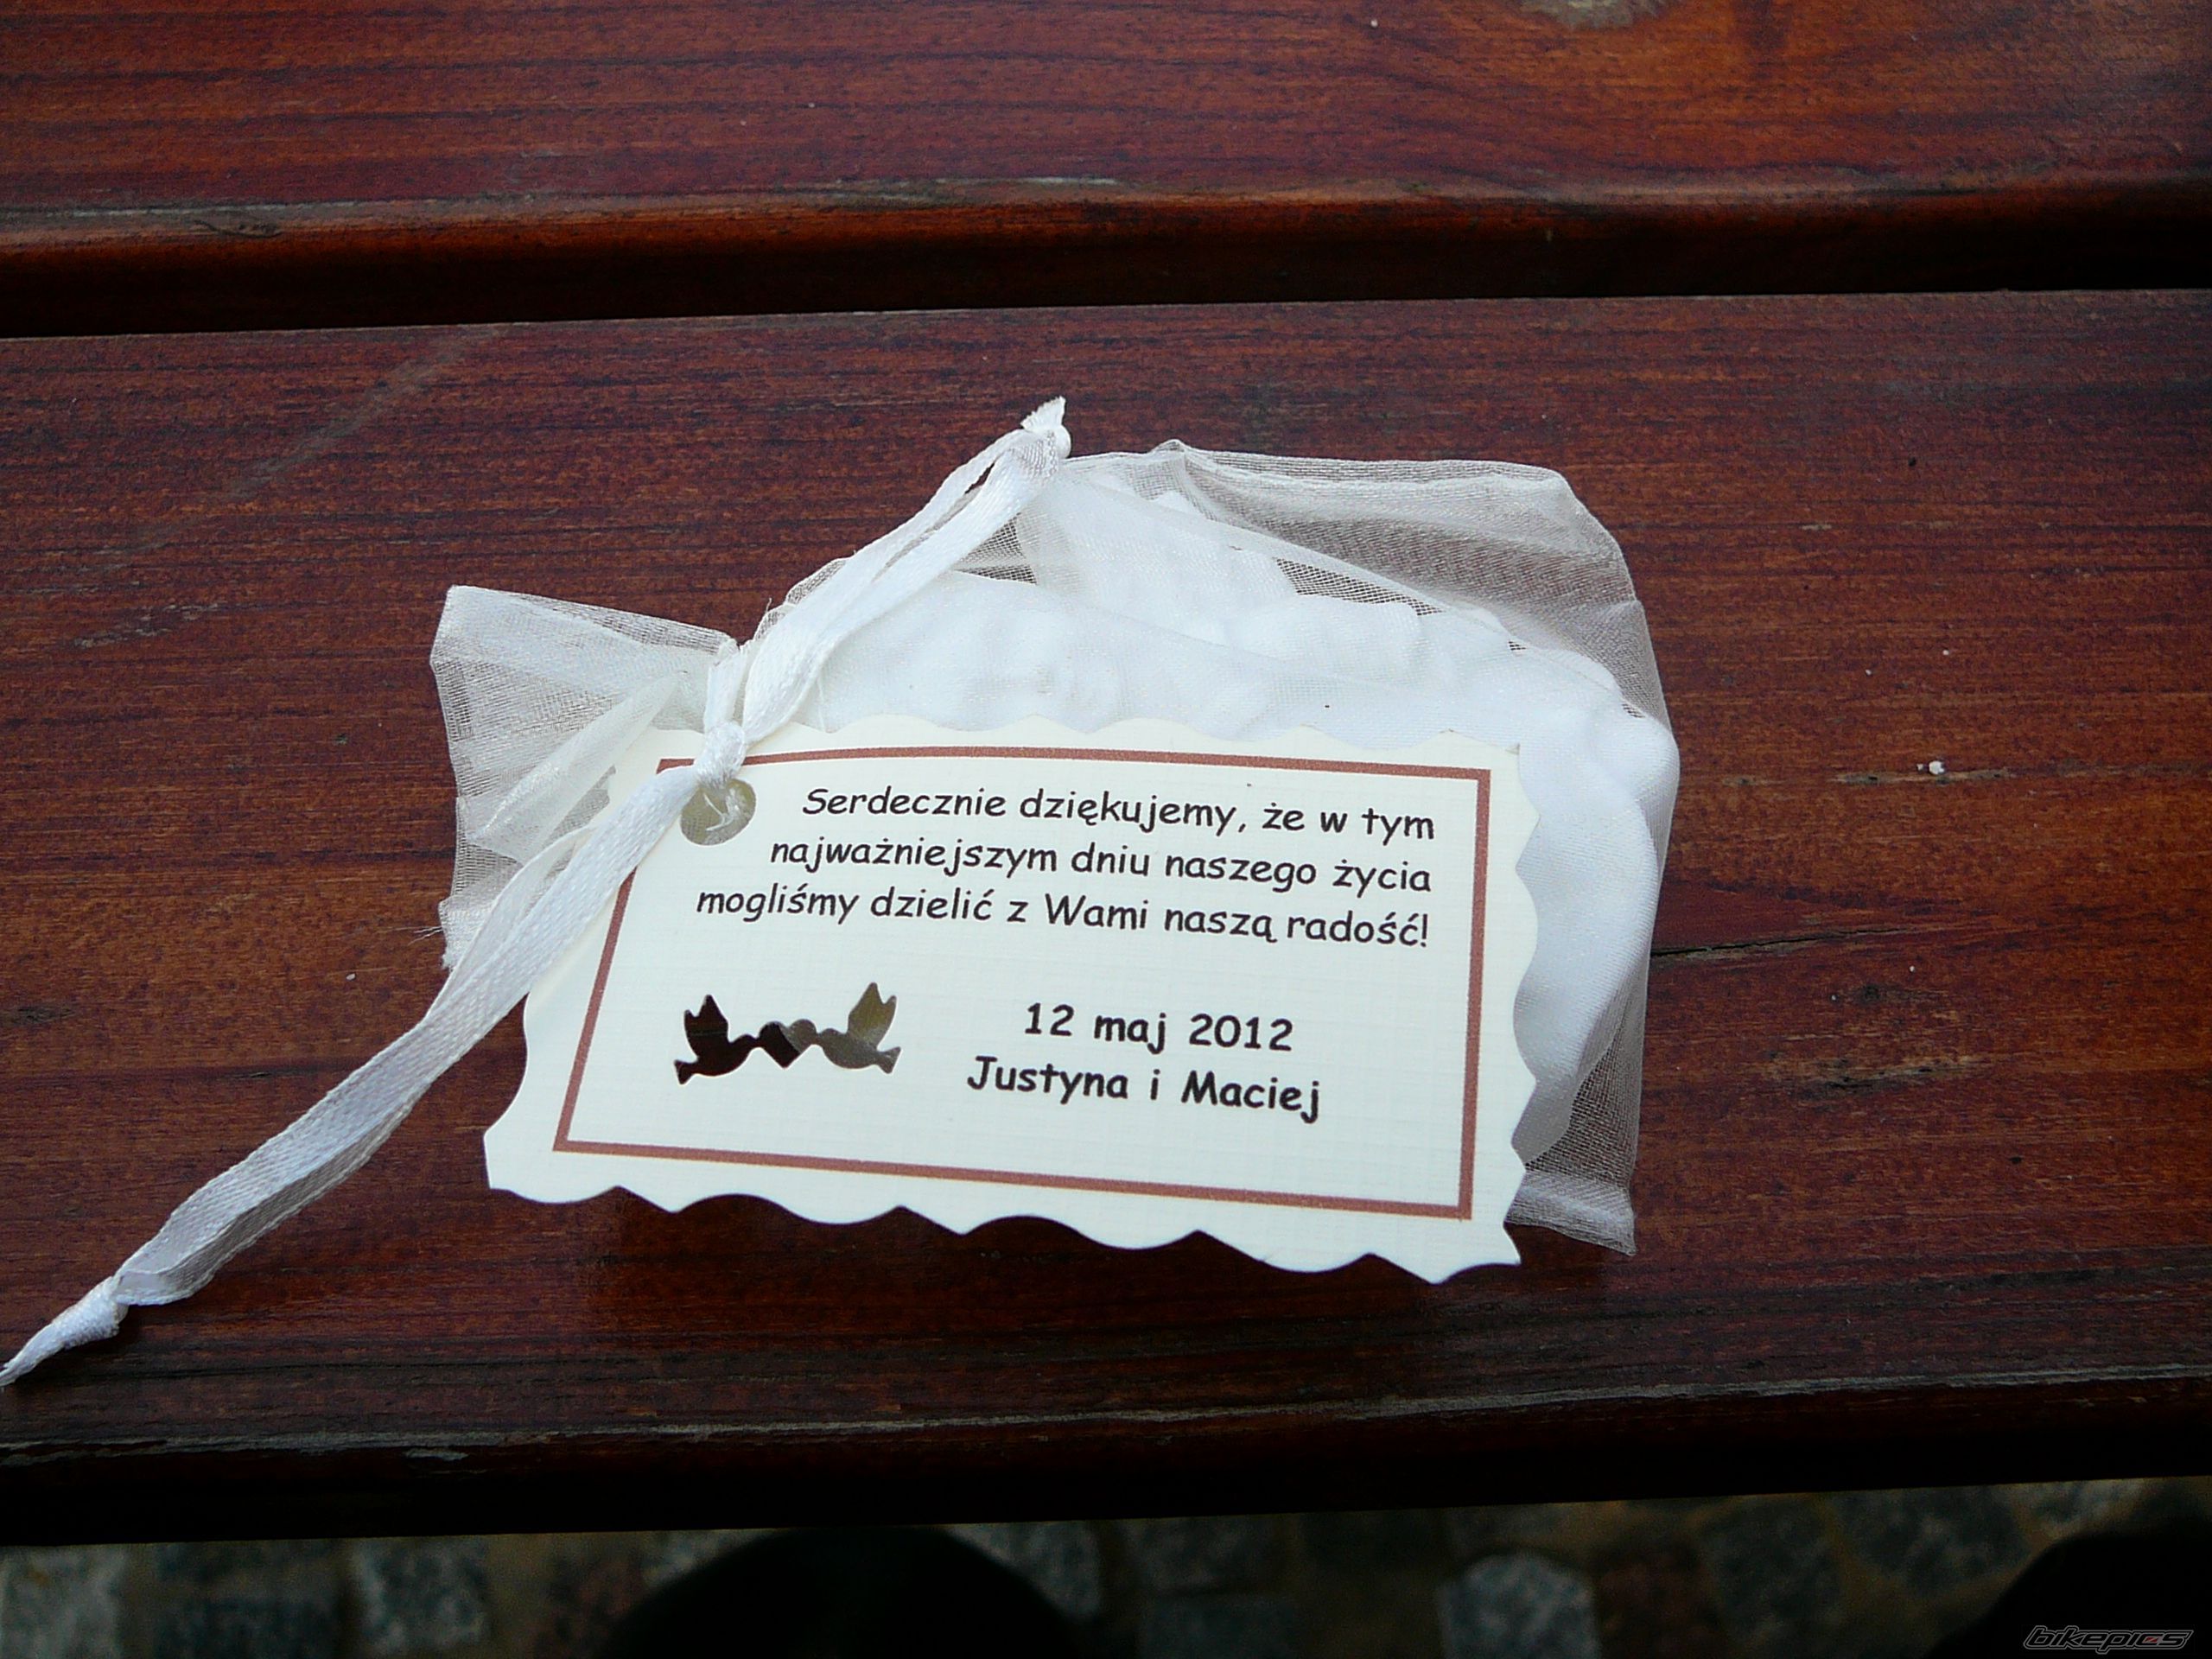 Serdecznie dziękujemy, że w tym
najważniejszym dniu naszego życia
mogliśmy dzielić z Wami naszą radość!
12 maj 2012
Justyna i Maciej
bikepics